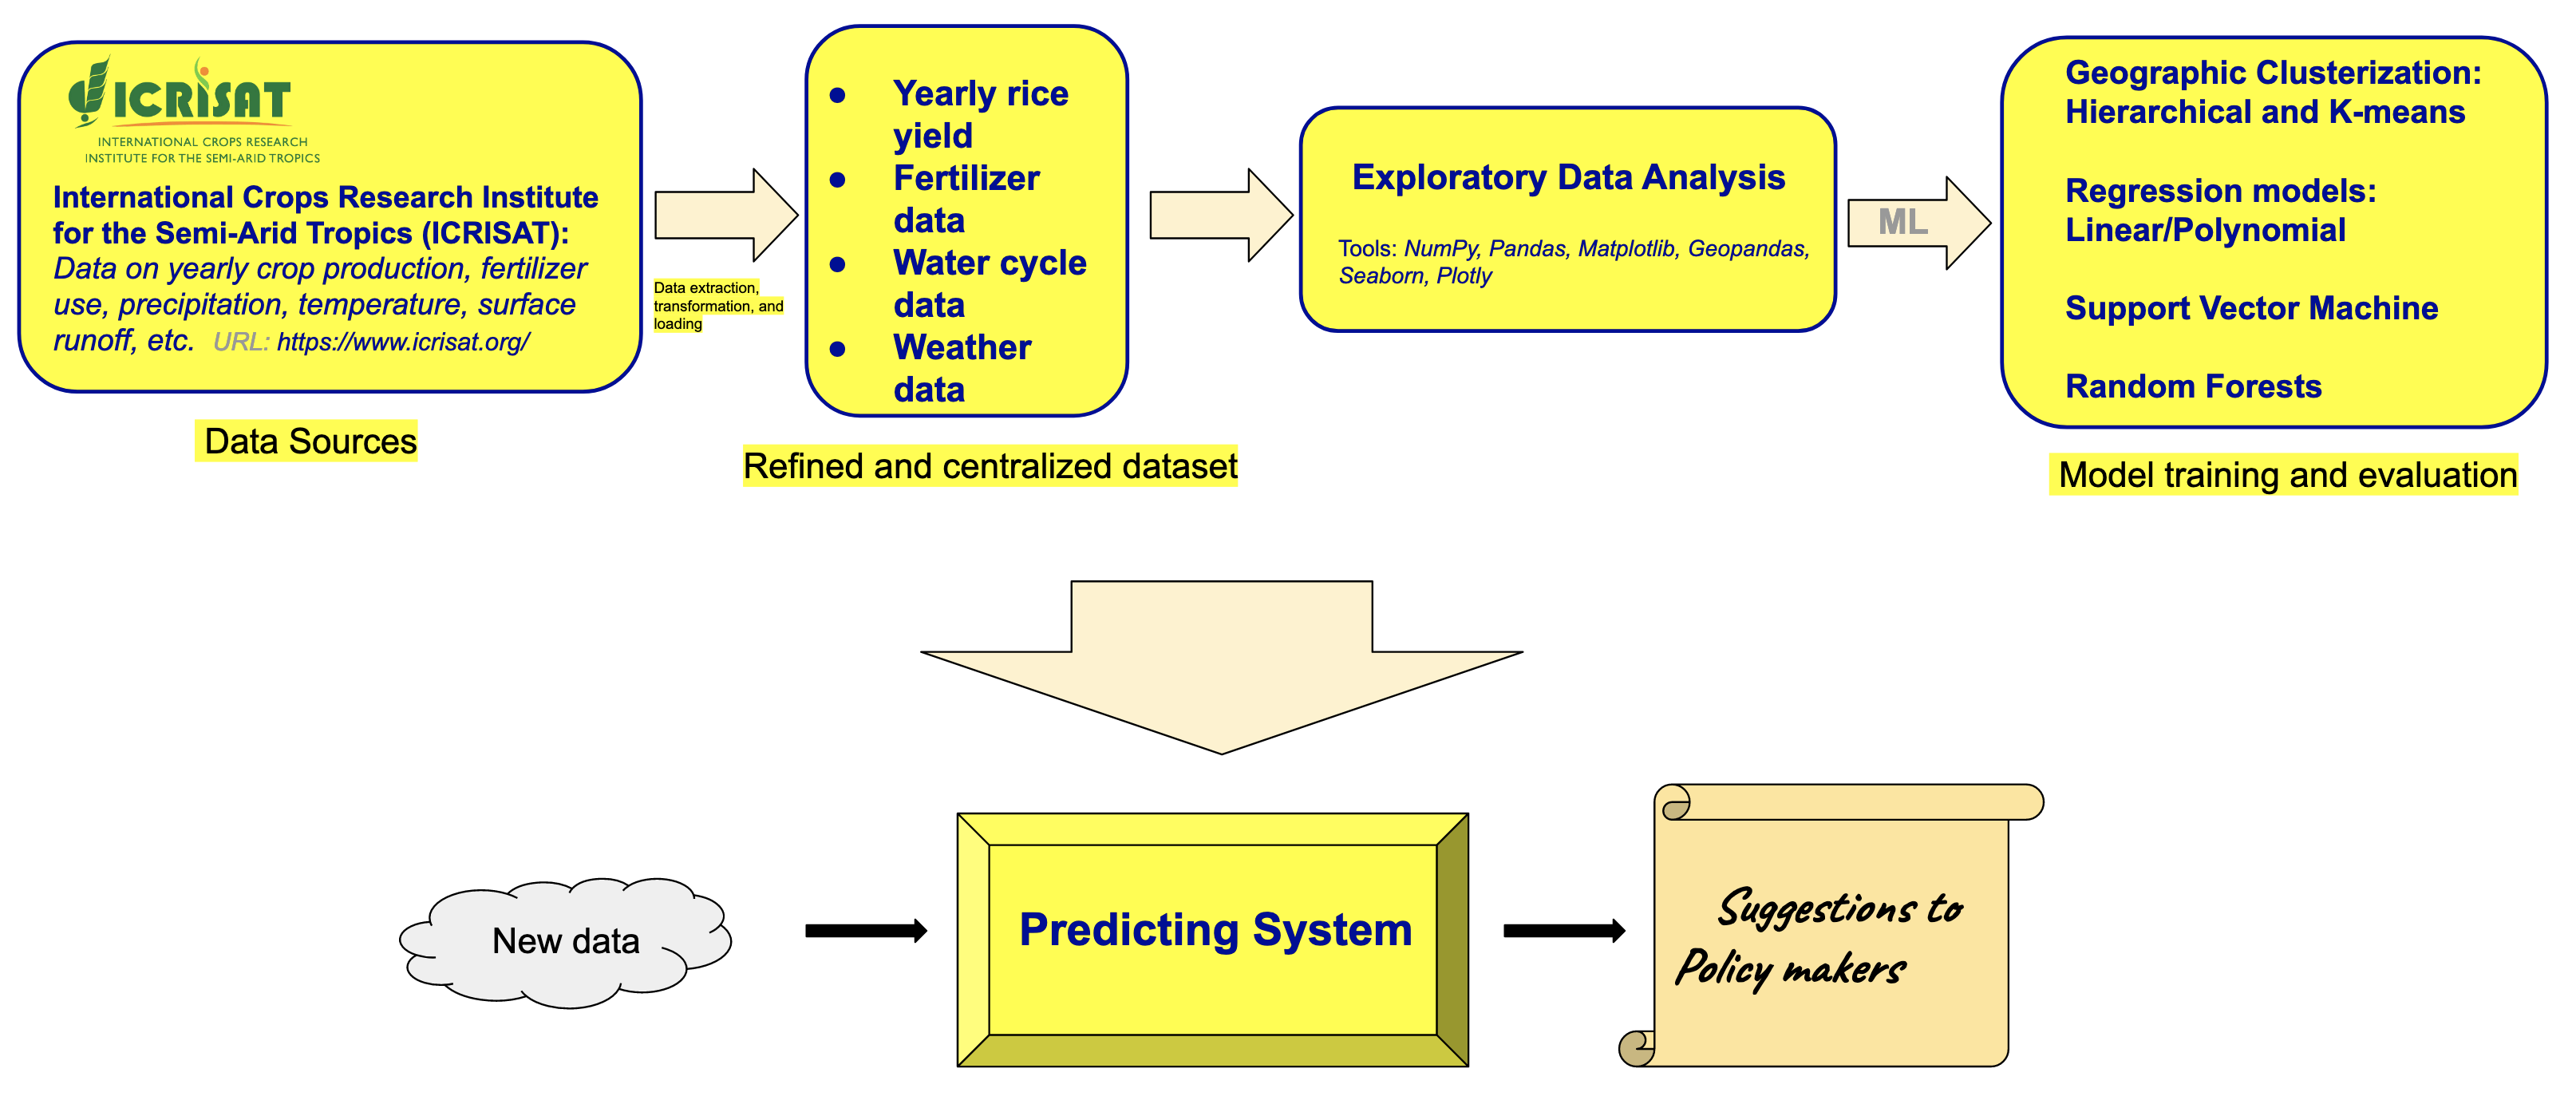 ICRISAT
INTERNATIONAL CROPS RESEARCH
INSTITUTE FOR THE SEMI-ARID TROPICS
International Crops Research Institute
for the Semi-Arid Tropics (ICRISAT):
Data on yearly crop production, fertilizer
use, precipitation, temperature, surface
runoff, etc. URL: https://www.icrisat.org/
Data Sources
Data extraction,
transformation, and
loading
● Yearly rice
yield
● Fertilizer
data
● Water cycle
data
● Weather
data
Refined and centralized dataset
Exploratory Data Analysis
Tools: NumPy, Pandas, Matplotlib, Geopandas,
Seaborn, Plotly
ML
Geographic Clusterization:
Hierarchical and K-means
Regression models:
Linear/Polynomial
Support Vector Machine
Random Forests
Model training and evaluation
New data
Predicting System
Suggestions to
Policy makers